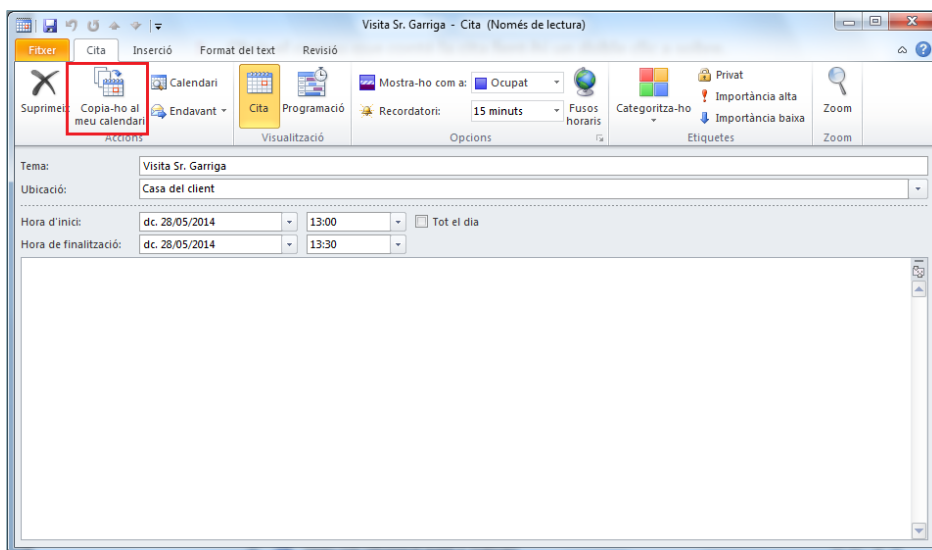 Visita Sr. Garriga - Cita (Només de lectura)
Fitxer Cita Inserció Format del text Revisió
Suprimeix
Copia-ho al
meu calendari
Calendari
Endavant
Accions
Cita
Programació
Visualització
Mostra-ho com a: Ocupat
Recordatori: 15 minuts
Fusos
horaris
Opcions
Categoritza-ho
Privat
Importància alta
Importància baixa
Etiquetes
Zoom
Zoom
Tema: Visita Sr. Garriga
Ubicació: Casa del client
Hora d'inici: dc. 28/05/2014 13:00 Tot el dia
Hora de finalització: dc. 28/05/2014 13:30